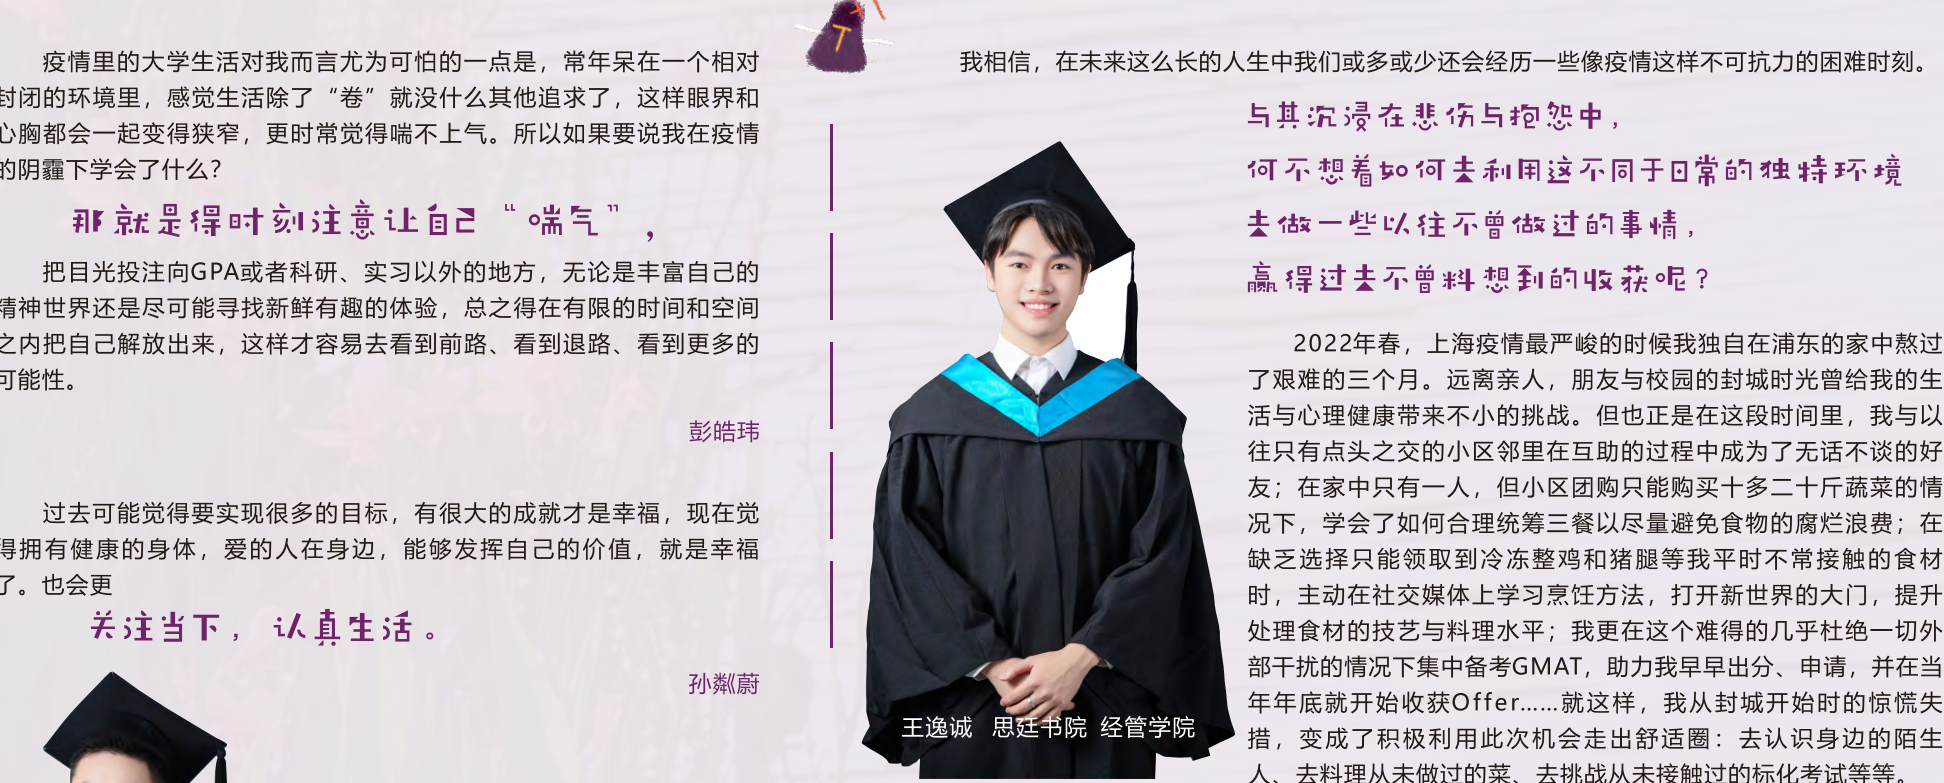 疫情里的大学生活对我而言尤为可怕的一点是，常年呆在一个相对
封闭的环境里，感觉生活除了“卷”就没什么其他追求了，这样眼界和
心胸都会一起变得狭窄，更时常觉得喘不上气。所以如果要说我在疫情
的阴霾下学会了什么？
那就是得时刻注意让自己“喘气”，
把目光投注向GPA或者科研、实习以外的地方，无论是丰富自己的
精神世界还是尽可能寻找新鲜有趣的体验，总之得在有限的时间和空间
之内把自己解放出来，这样才容易去看到前路、看到退路、看到更多的
可能性。
彭皓玮
过去可能觉得要实现很多的目标，有很大的成就才是幸福，现在觉
得拥有健康的身体，爱的人在身边，能够发挥自己的价值，就是幸福
了。也会更
关注当下，认真生活。
孙粼蔚
我相信，在未来这么长的人生中我们或多或少还会经历一些像疫情这样不可抗力的困难时刻。
与其沉浸在悲伤与抱怨中，
何不想着如何去利用这不同于日常的独特环境
去做一些以往不曾做过的事情，
赢得过去不曾料想到的收获呢？
2022年春，上海疫情最严峻的时候我独自在浦东的家中熬过
了艰难的三个月。远离亲人，朋友与校园的封城时光曾给我的生
活与心理健康带来不小的挑战。但也正是在这段时间里，我与以
往只有点头之交的小区邻里在互助的过程中成为了无话不谈的好
友；在家中只有一人，但小区团购只能购买十多二十斤蔬菜的情
况下，学会了如何合理统筹三餐以尽量避免食物的腐烂浪费；在
缺乏选择只能领取到冷冻整鸡和猪腿等我平时不常接触的食材
时，主动在社交媒体上学习烹饪方法，打开新世界的大门，提升
处理食材的技艺与料理水平；我更在这个难得的几乎杜绝一切外
部干扰的情况下集中备考GMAT，助力我早早出分、申请，并在当
年年底就开始收获Offer……就这样，我从封城开始时的惊慌失
措，变成了积极利用此次机会走出舒适圈：去认识身边的陌生
人、去料理从未做过的菜、去挑战从未接触过的标化考试等等。
王逸诚 思廷书院 经管学院